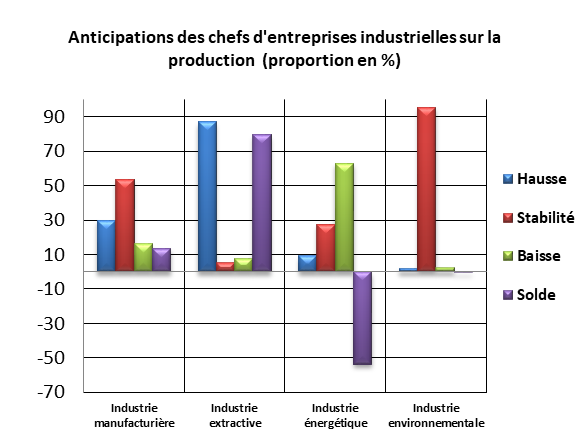 Anticipations des chefs d'entreprises industrielles sur la
production (proportion en %)
90
70
50
30
10
-10
-30
-50
-70
Hausse
Stabilité
Baisse
Solde
Industrie
manufacturière
Industrie
extractive
Industrie
énergétique
Industrie
environnementale